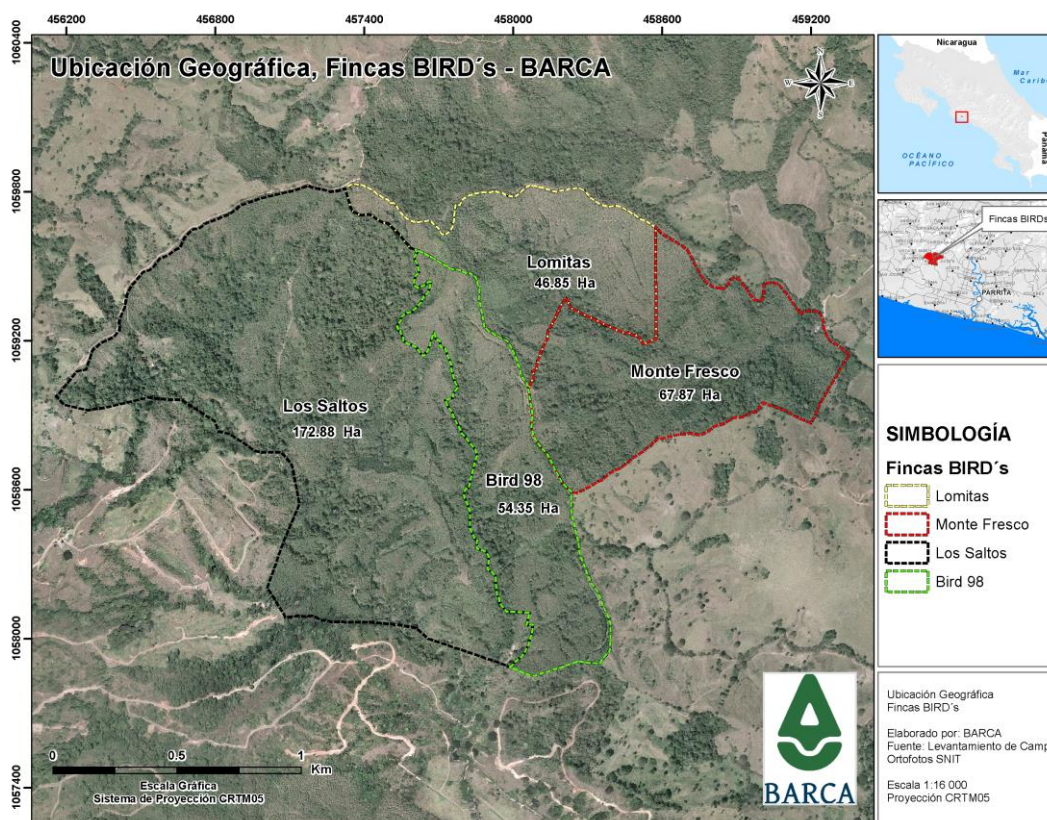 456200 456800 457400 458000 458600 459200
1060400
1059800
1059200
1058600
1058000
1057400
Ubicación Geográfica, Fincas BIRD´s - BARCA
N
W E
S
Lomitas
46.85 Ha
Monte Fresco
67.87 Ha
Los Saltos
172.88 Ha
Bird 98
54.35 Ha
0 0.5 1
Km
Escala Gráfica
Sistema de Proyección CRTM05
BARCA
Nicaragua
Mar
Caribe
Panama
OCÉANO
PACÍFICO
Fincas BIRDs
PARRITA
SIMBOLOGÍA
Fincas BIRD´s
Lomitas
Monte Fresco
Los Saltos
Bird 98
Ubicación Geográfica
Fincas BIRD´s
Elaborado por: BARCA
Fuente: Levantamiento de Camp
Ortofotos SNIT
Escala 1:16 000
Proyección CRTM05